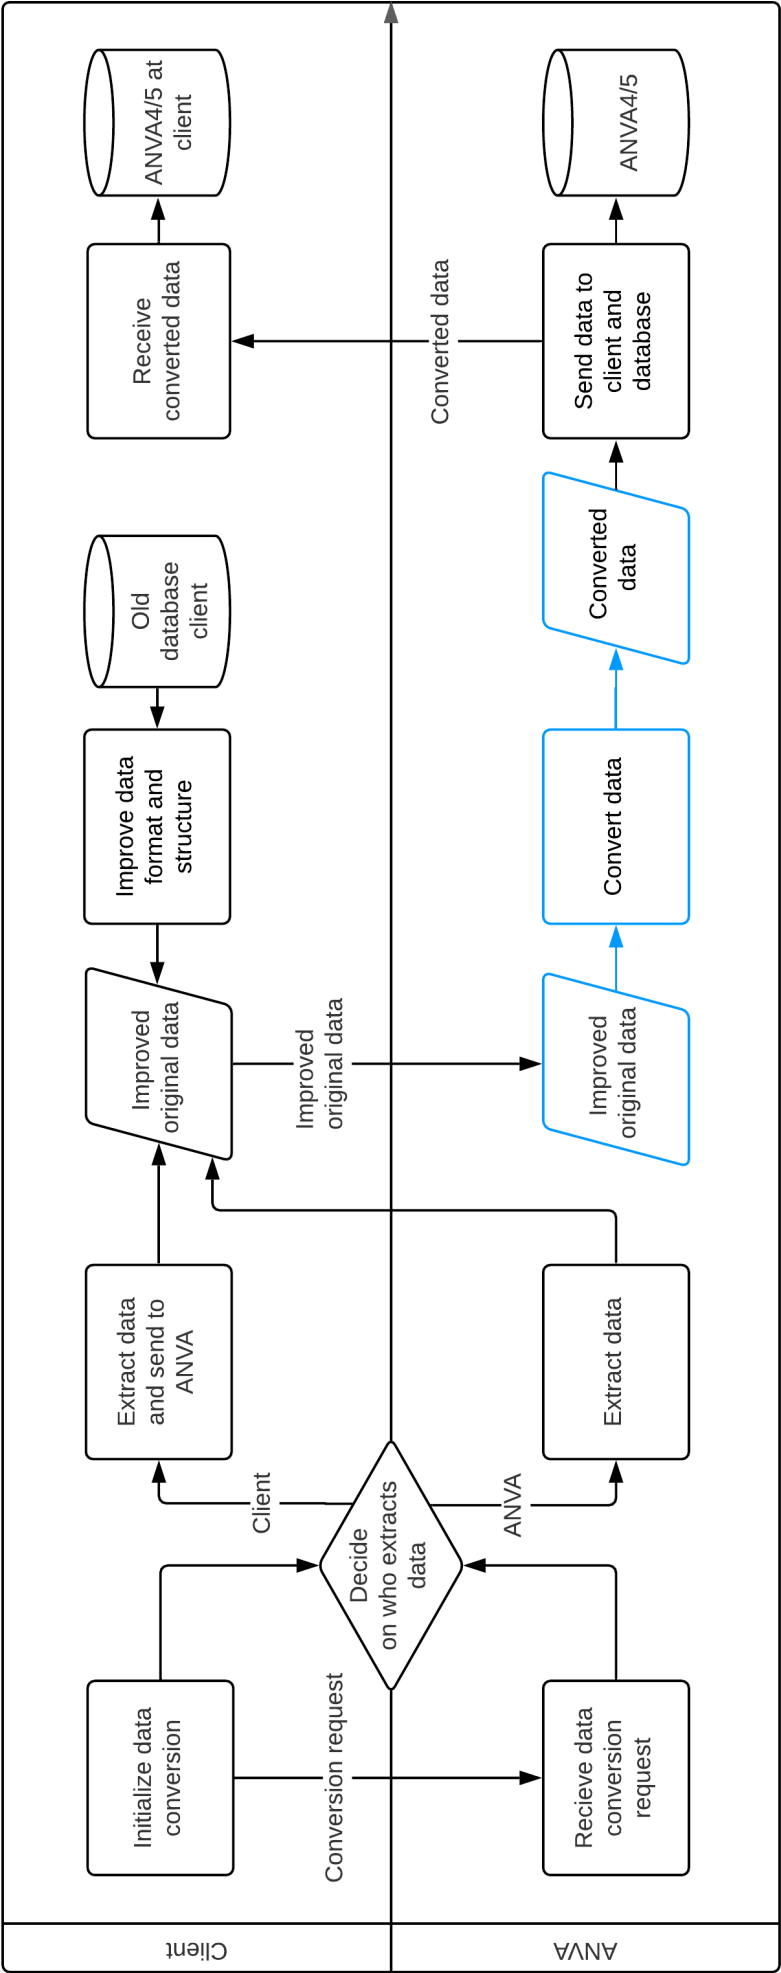 Client
Initialize data
conversion
Conversion request
Client
Extract data
and send to
ANVA
Improved
original data
Improved
original data
Improve data
format and
structure
Old
database
client
Receive
converted data
ANVA4/5 at
client
Decide
on who extracts
data
ANVA
Recieve data
conversion
request
ANVA
Extract data
Improved
original data
Convert data
Converted
data
Converted data
Send data to
client and
database
ANVA4/5